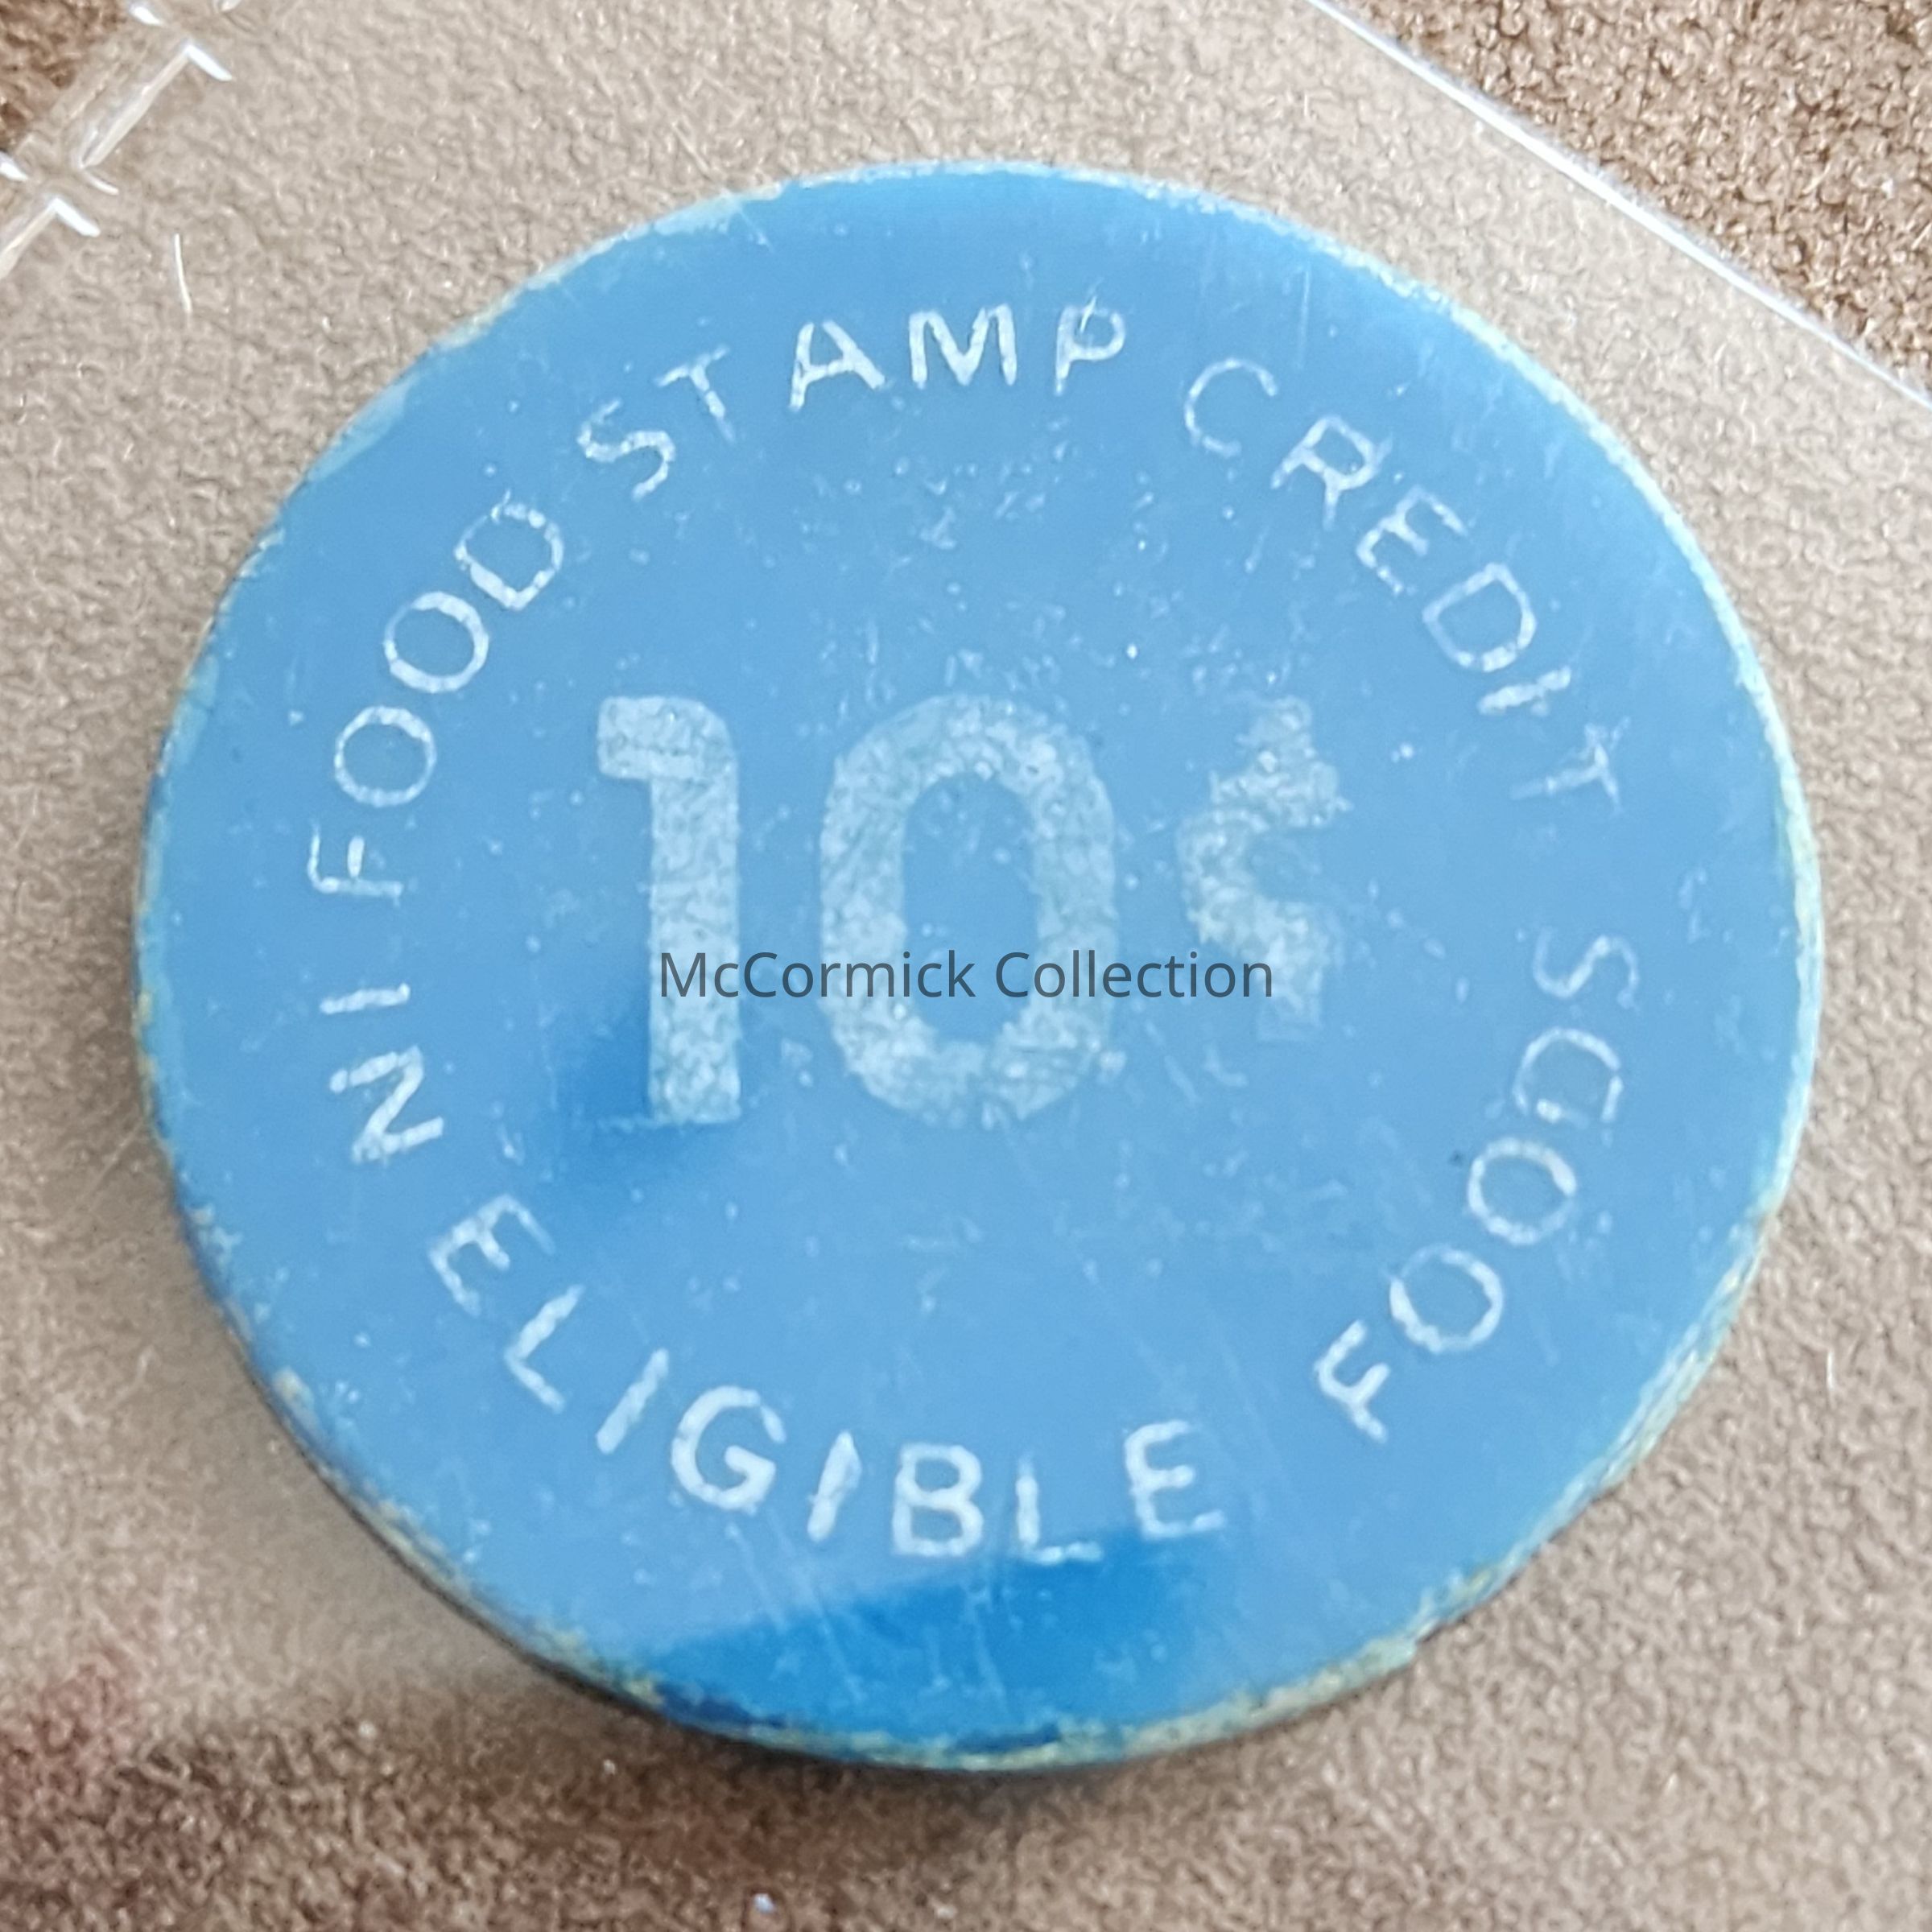 FOOD STAMP CREDIT
10¢
IN ELIGIBLE FOODS
McCormick Collection